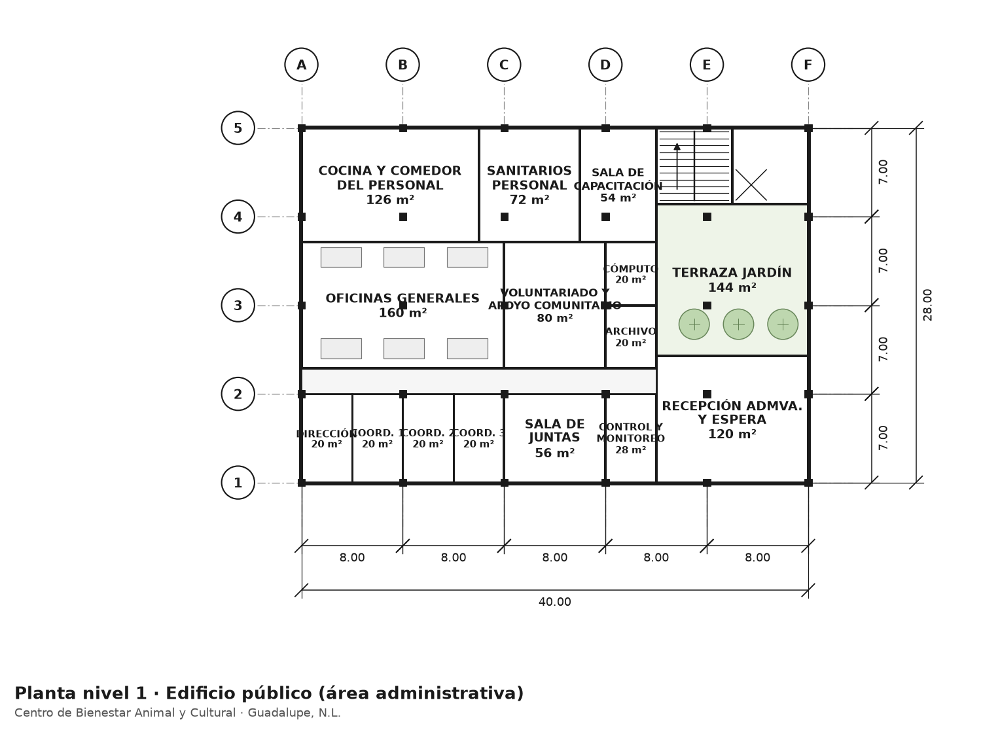 A
B
C
D
E
F
5
4
3
2
1
COCINA Y COMEDOR
DEL PERSONAL
126 m²
SANITARIOS
PERSONAL
72 m²
SALA DE
CAPACITACIÓN
54 m²
OFICINAS GENERALES
160 m²
VOLUNTARIADO Y
APOYO COMUNITARIO
80 m²
CÓMPUTO
20 m²
ARCHIVO
20 m²
TERRAZA JARDÍN
144 m²
DIRECCIÓN
20 m²
COORD. 1
20 m²
COORD. 2
20 m²
COORD. 3
20 m²
SALA DE
JUNTAS
56 m²
CONTROL Y
MONITOREO
28 m²
RECEPCIÓN ADMVA.
Y ESPERA
120 m²
7.00
7.00
7.00
7.00
28.00
8.00
8.00
8.00
8.00
8.00
40.00
Planta nivel 1 · Edificio público (área administrativa)
Centro de Bienestar Animal y Cultural · Guadalupe, N.L.